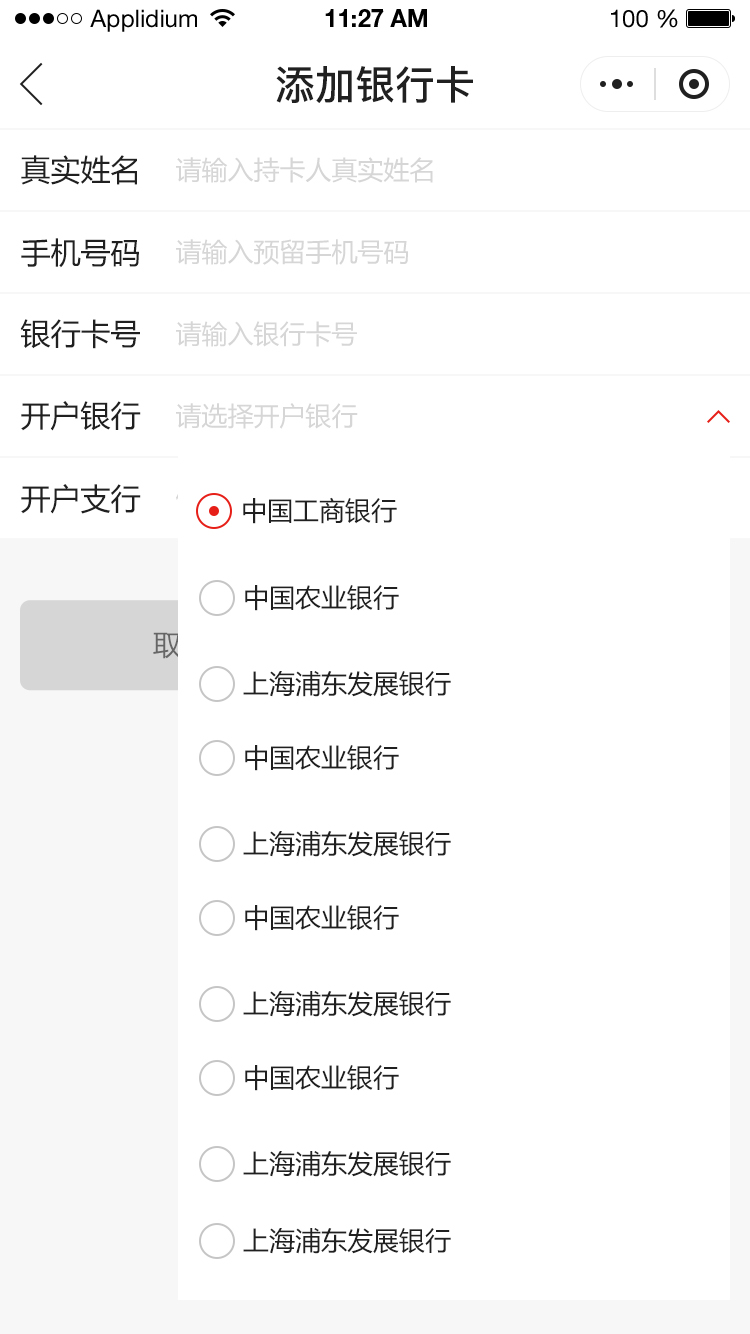 Applidium 11:27 AM 100 %
添加银行卡
真实姓名 请输入持卡人真实姓名
手机号码 请输入预留手机号码
银行卡号 请输入银行卡号
开户银行 请选择开户银行
开户支行
中国工商银行
中国农业银行
取
上海浦东发展银行
中国农业银行
上海浦东发展银行
中国农业银行
上海浦东发展银行
中国农业银行
上海浦东发展银行
上海浦东发展银行